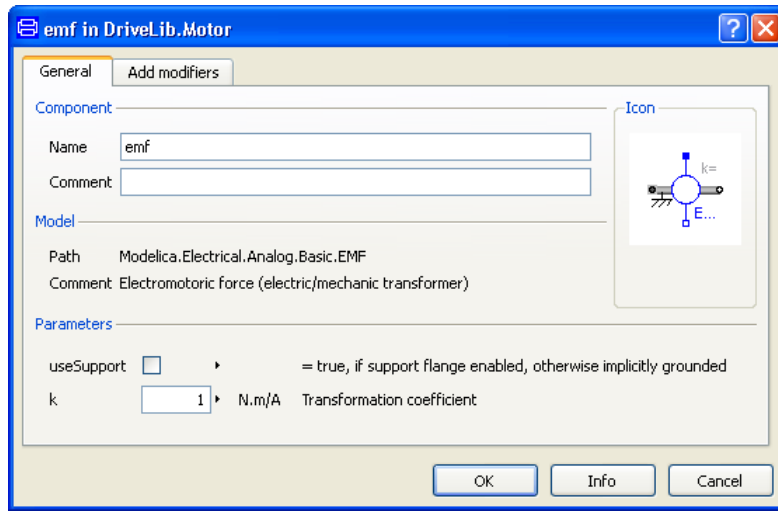 emf in DriveLib.Motor
General Add modifiers
Component Icon
Name emf
Comment
k=
E...
Model
Path Modelica.Electrical.Analog.Basic.EMF
Comment Electromotoric force (electric/mechanic transformer)
Parameters
useSupport = true, if support flange enabled, otherwise implicitly grounded
k 1 N.m/A Transformation coefficient
OK Info Cancel